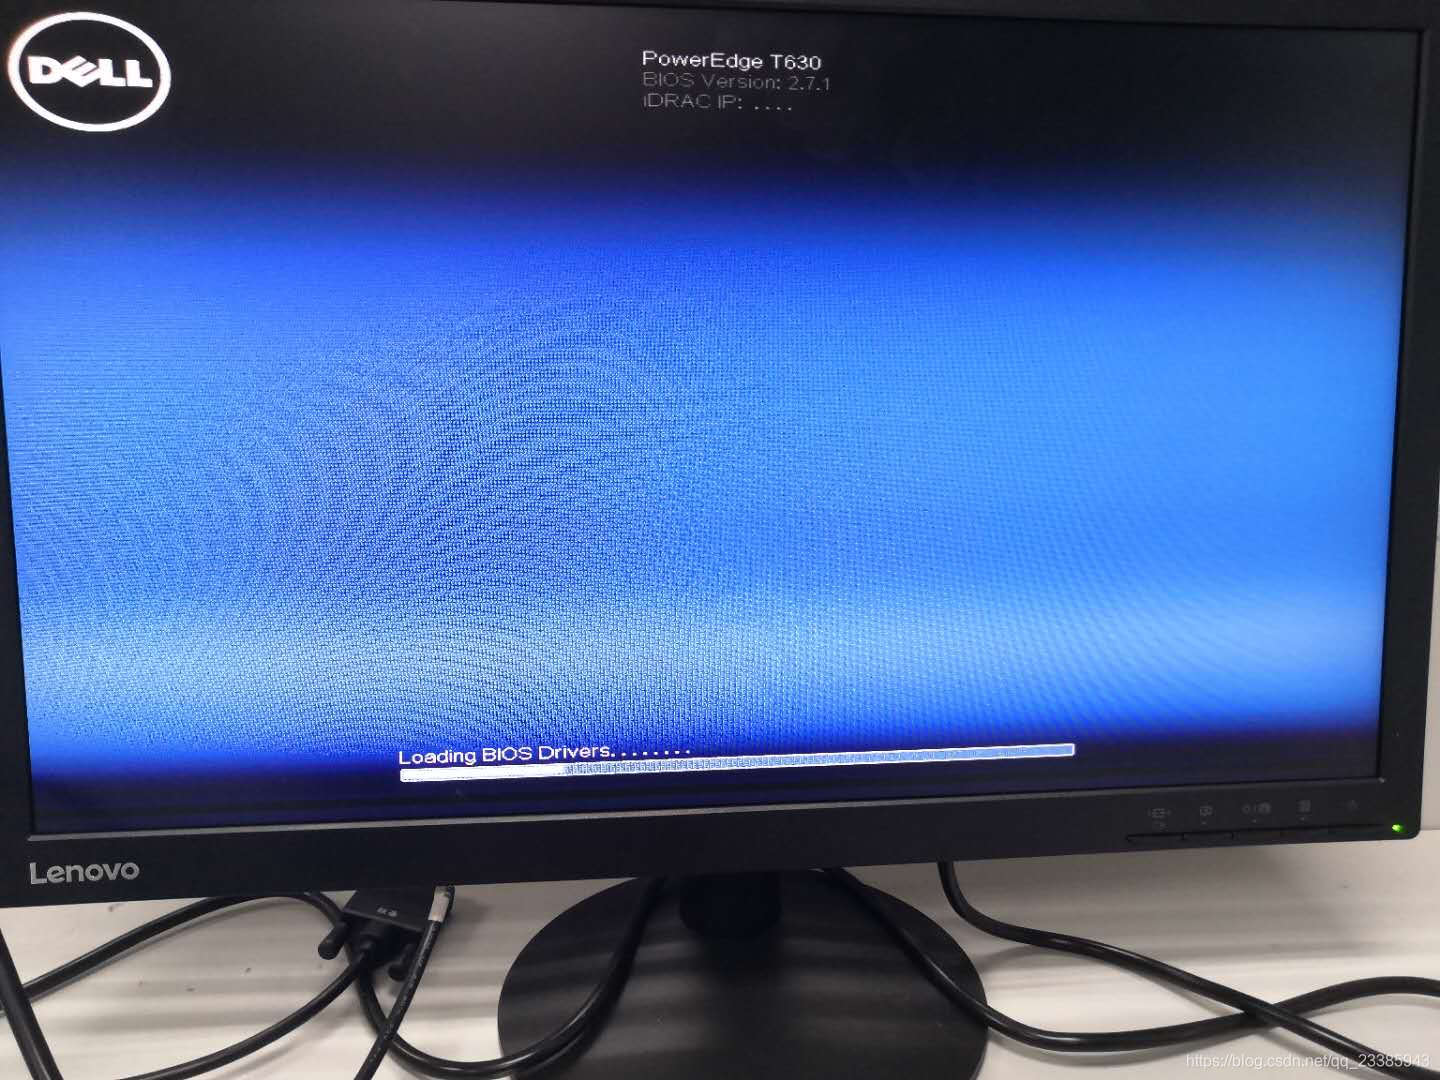 DELL
PowerEdge T630
BIOS Version: 2.7.1
iDRAC IP: ....
Loading BIOS Drivers........
Lenovo
https://blog.csdn.net/qq_23385943